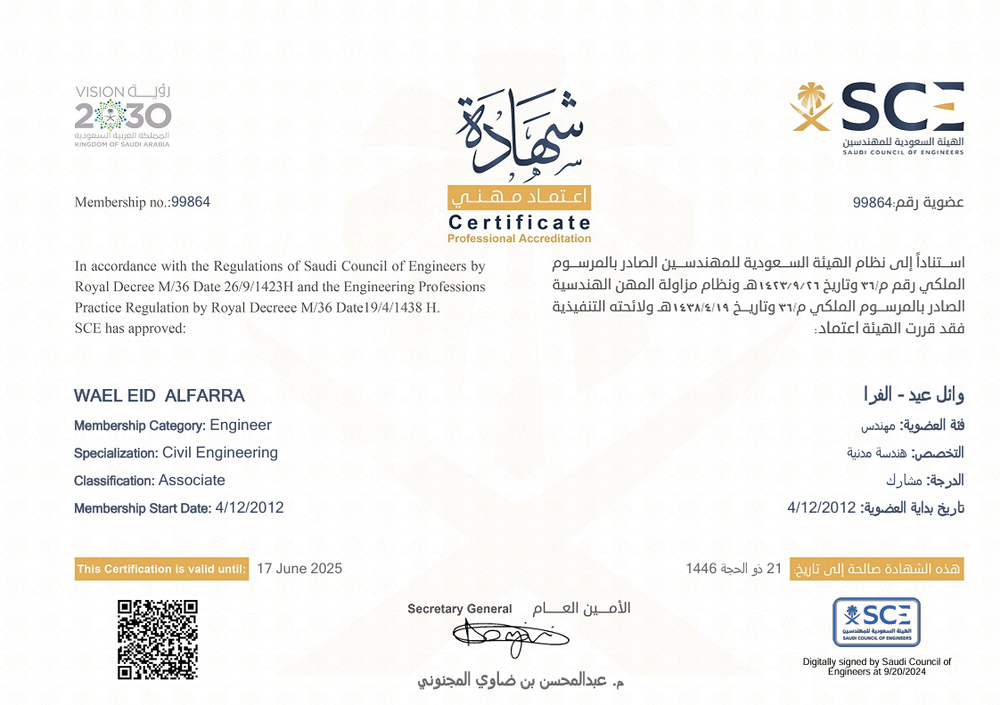 VISION رؤيـــة
2030
المملكة العربية السعودية
KINGDOM OF SAUDI ARABIA
شهادة
اعـتـمـاد مـهـنـي
Certificate
Professional Accreditation
SCE
الهيئة السعودية للمهندسين
SAUDI COUNCIL OF ENGINEERS
Membership no.:99864
عضوية رقم:99864
In accordance with the Regulations of Saudi Council of Engineers by
Royal Decree M/36 Date 26/9/1423H and the Engineering Professions
Practice Regulation by Royal Decreee M/36 Date19/4/1438 H.
SCE has approved:
اســـتناداً إلى نظام الهيئة الســـعودية للمهندســـين الصادر بالمرســـوم
الملكي رقم م/٣٦ وتاريخ ١٤٢٣/٩/٢٦هـ ونظام مزاولة المهن الهندسية
الصادر بالمرســـوم الملكي م/٣٦ وتاريـــخ ١٤٣٨/٤/١٩هـ ولائحته التنفيذية
فقد قررت الهيئة اعتماد:
WAEL EID  ALFARRA
Membership Category: Engineer
Specialization: Civil Engineering
Classification: Associate
Membership Start Date: 4/12/2012
وائل عيد - الفرا
فئة العضوية: مهندس
التخصص: هندسة مدنية
الدرجة: مشارك
تاريخ بداية العضوية: 4/12/2012
This Certification is valid until: 17 June 2025
هذه الشهادة صالحة إلى تاريخ: 21 ذو الحجة 1446
Secretary General الأمــين العـــام
م. عبدالمحسن بن ضاوي المجنوني
SCE
الهيئة السعودية للمهندسين
SAUDI COUNCIL OF ENGINEERS
Digitally signed by Saudi Council of
Engineers at 9/20/2024